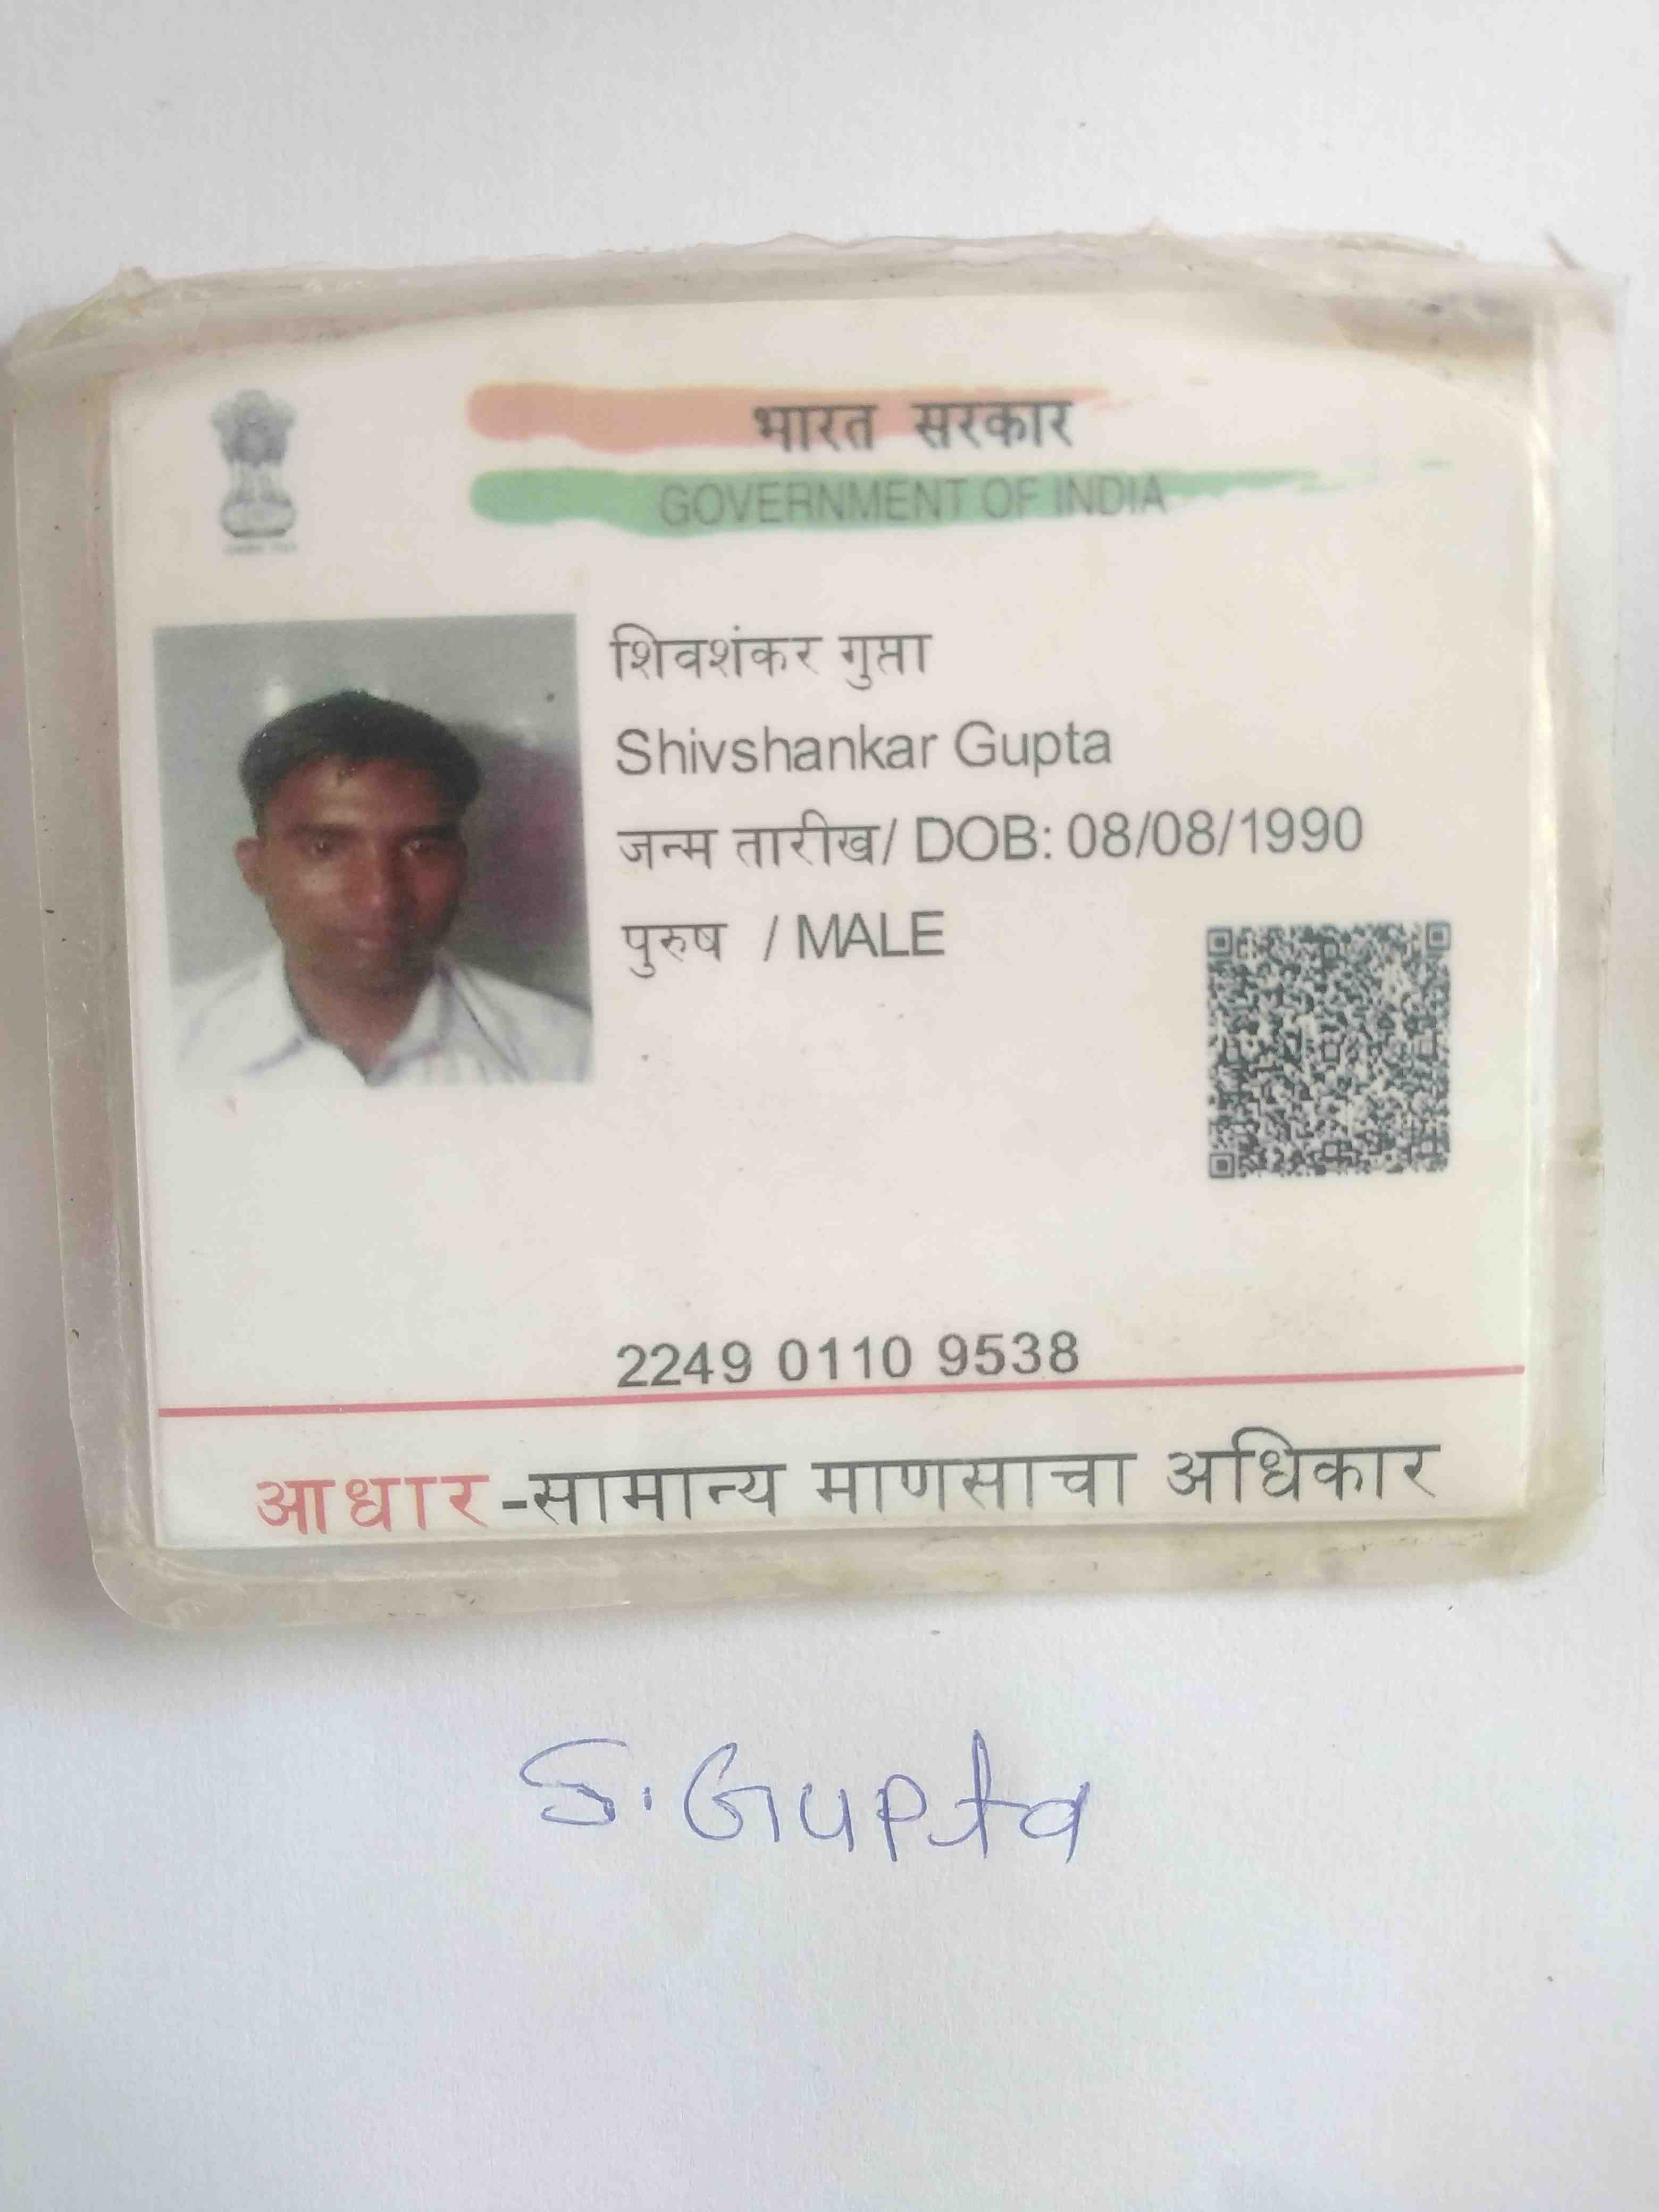 भारत सरकार
GOVERNMENT OF INDIA
शिवशंकर गुप्ता
Shivshankar Gupta
जन्म तारीख/ DOB: 08/08/1990
पुरुष / MALE
2249 0110 9538
आधार-सामान्य माणसाचा अधिकार
S. Gupta